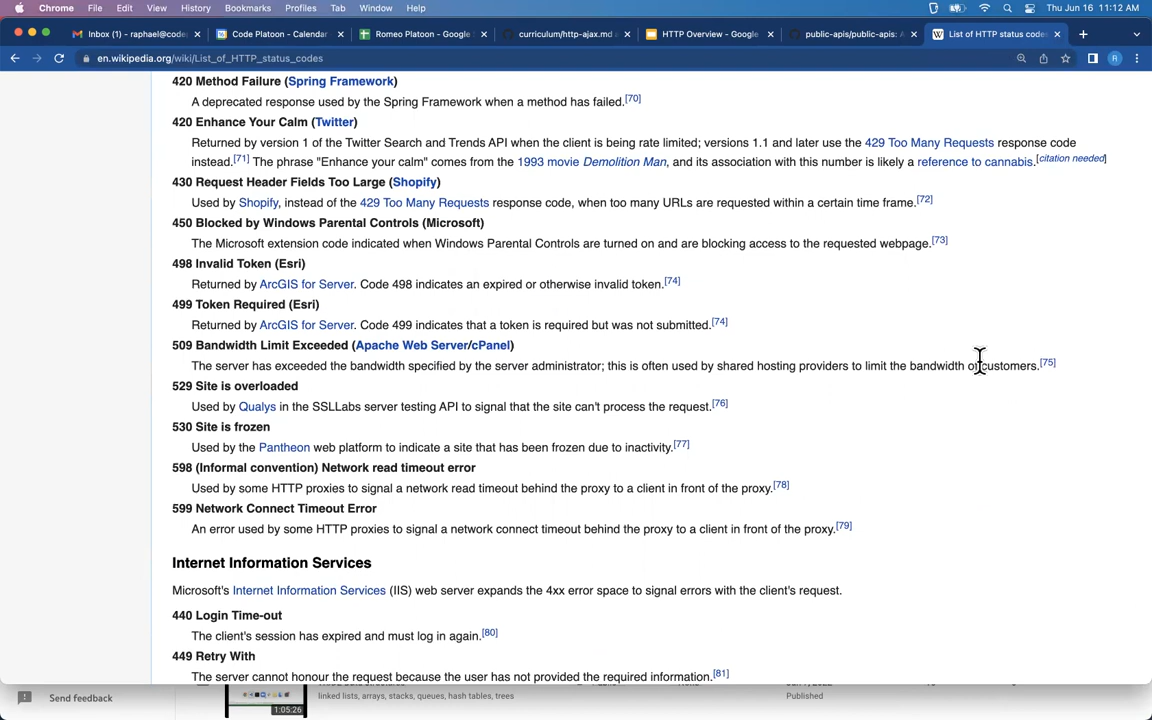 Chrome File Edit View History Bookmarks Profiles Tab Window Help Thu Jun 16 11:12 AM
Inbox (1) - raphael@code Code Platoon - Calendar Romeo Platoon - Google curriculum/http-ajax.md HTTP Overview - Google public-apis/public-apis: A List of HTTP status codes
en.wikipedia.org/wiki/List_of_HTTP_status_codes R
420 Method Failure (Spring Framework)
A deprecated response used by the Spring Framework when a method has failed.[70]
420 Enhance Your Calm (Twitter)
Returned by version 1 of the Twitter Search and Trends API when the client is being rate limited; versions 1.1 and later use the 429 Too Many Requests response code
instead.[71] The phrase "Enhance your calm" comes from the 1993 movie Demolition Man, and its association with this number is likely a reference to cannabis.[citation needed]
430 Request Header Fields Too Large (Shopify)
Used by Shopify, instead of the 429 Too Many Requests response code, when too many URLs are requested within a certain time frame.[72]
450 Blocked by Windows Parental Controls (Microsoft)
The Microsoft extension code indicated when Windows Parental Controls are turned on and are blocking access to the requested webpage.[73]
498 Invalid Token (Esri)
Returned by ArcGIS for Server. Code 498 indicates an expired or otherwise invalid token.[74]
499 Token Required (Esri)
Returned by ArcGIS for Server. Code 499 indicates that a token is required but was not submitted.[74]
509 Bandwidth Limit Exceeded (Apache Web Server/cPanel)
The server has exceeded the bandwidth specified by the server administrator; this is often used by shared hosting providers to limit the bandwidth of customers.[75]
529 Site is overloaded
Used by Qualys in the SSLLabs server testing API to signal that the site can't process the request.[76]
530 Site is frozen
Used by the Pantheon web platform to indicate a site that has been frozen due to inactivity.[77]
598 (Informal convention) Network read timeout error
Used by some HTTP proxies to signal a network read timeout behind the proxy to a client in front of the proxy.[78]
599 Network Connect Timeout Error
An error used by some HTTP proxies to signal a network connect timeout behind the proxy to a client in front of the proxy.[79]
Internet Information Services
Microsoft's Internet Information Services (IIS) web server expands the 4xx error space to signal errors with the client's request.
440 Login Time-out
The client's session has expired and must log in again.[80]
449 Retry With
The server cannot honour the request because the user has not provided the required information.[81]
Send feedback linked lists, arrays, stacks, queues, hash tables, trees Published
1:05:26